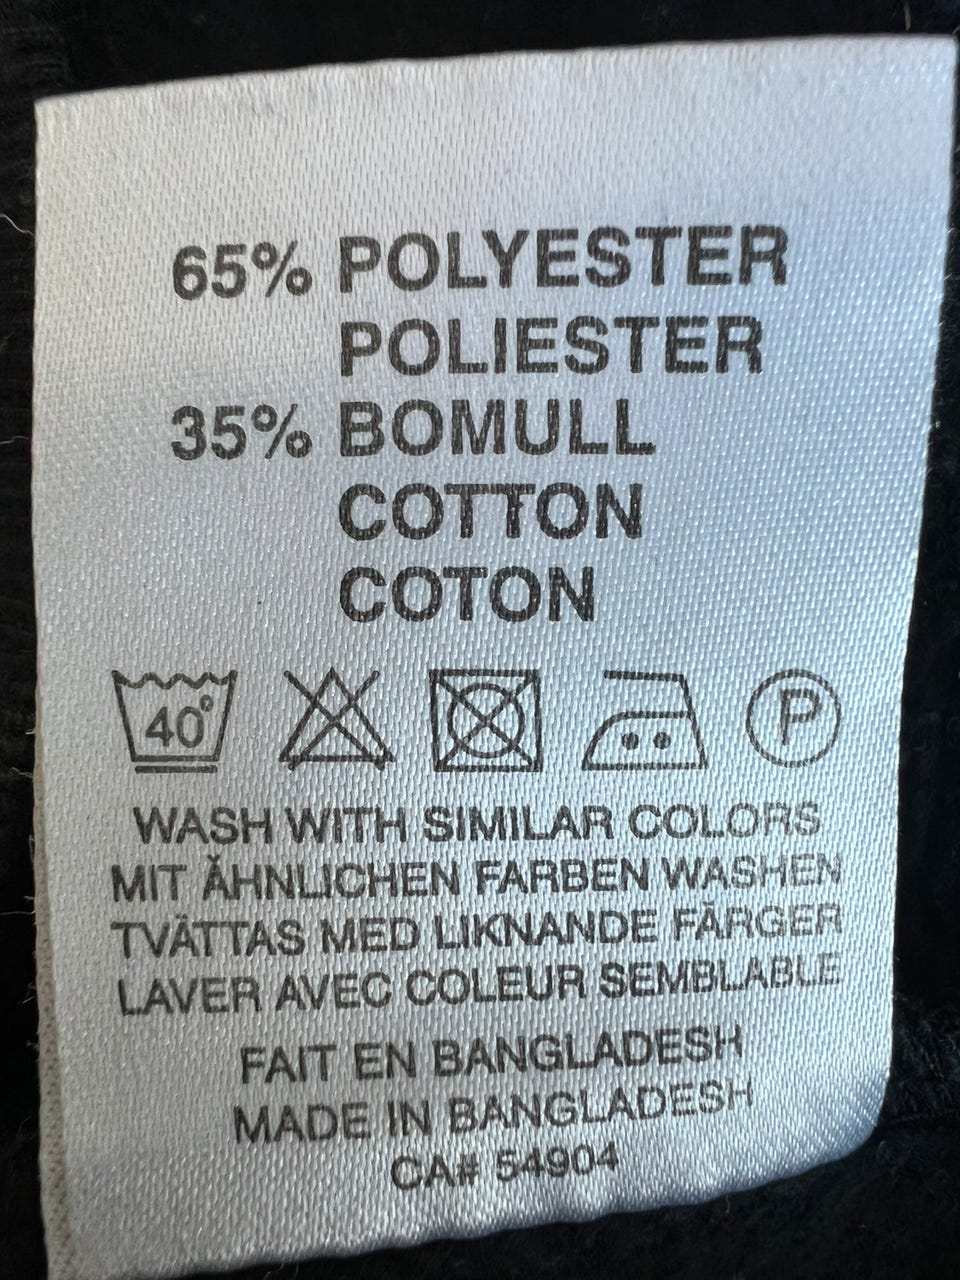 65% POLYESTER
POLIESTER
35% BOMULL
COTTON
COTON
40° P
WASH WITH SIMILAR COLORS
MIT ÄHNLICHEN FARBEN WASHEN
TVÄTTAS MED LIKNANDE FÄRGER
LAVER AVEC COLEUR SEMBLABLE
FAIT EN BANGLADESH
MADE IN BANGLADESH
CA# 54904